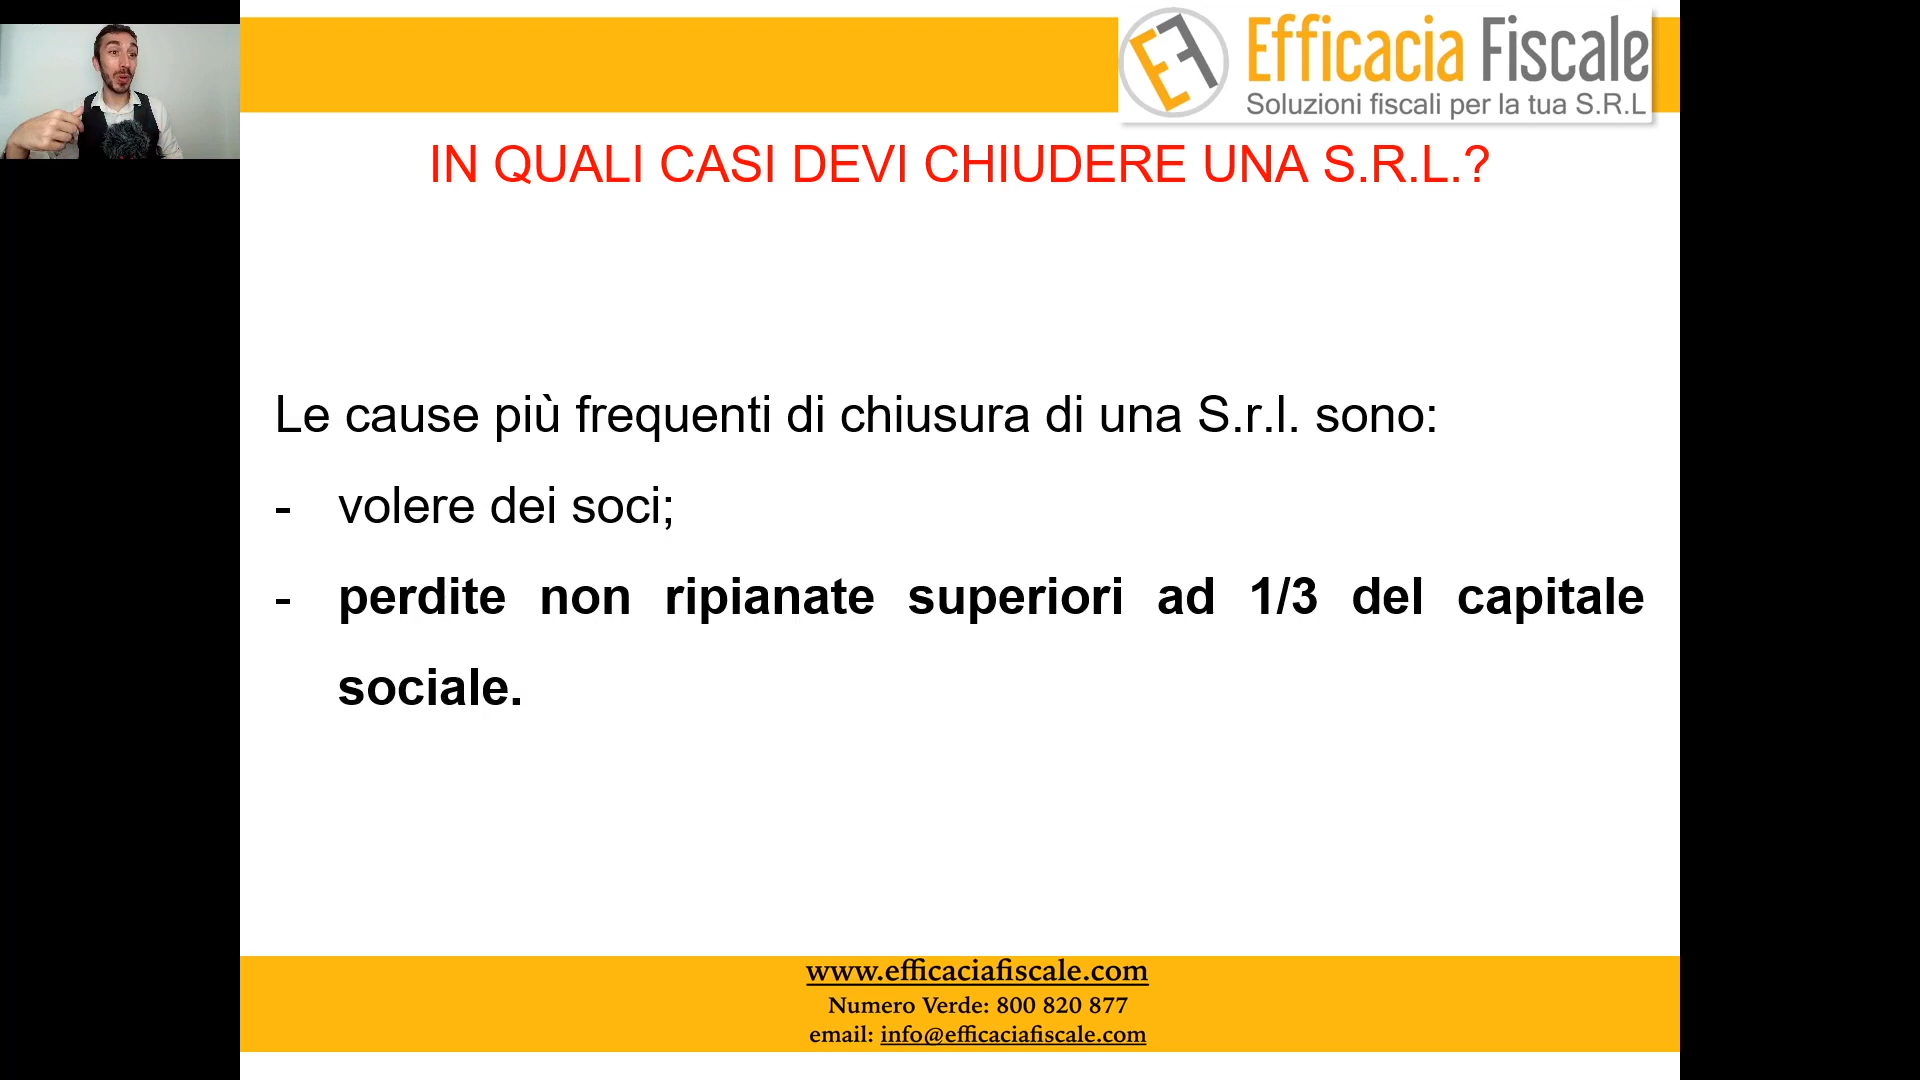 EF Efficacia Fiscale
Soluzioni fiscali per la tua S.R.L
IN QUALI CASI DEVI CHIUDERE UNA S.R.L.?
Le cause più frequenti di chiusura di una S.r.l. sono:
- volere dei soci;
- perdite non ripianate superiori ad 1/3 del capitale
sociale.
www.efficaciafiscale.com
Numero Verde: 800 820 877
email: info@efficaciafiscale.com